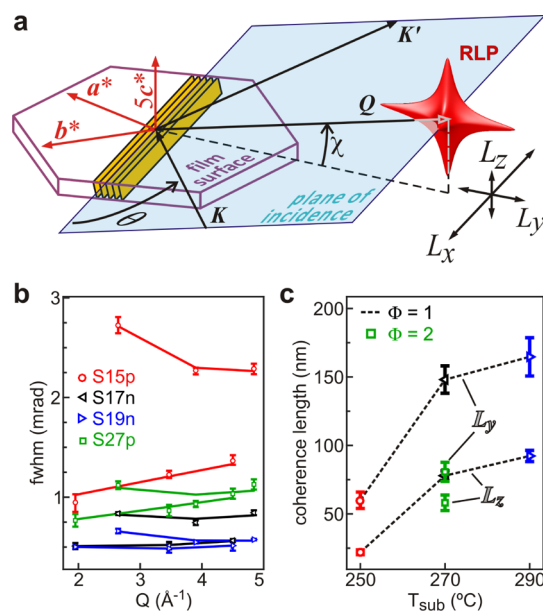 a
K'
RLP
a*
5c*
b*
Q
χ
film
surface
plane of
incidence
Θ
K
Lz
Ly
Lx
b
3
2
1
fwhm (mrad)
S15p
S17n
S19n
S27p
2 3 4 5
Q (Å⁻¹)
c
200
150
100
50
0
coherence length (nm)
Φ = 1
Φ = 2
𝕃y
𝕃z
250 270 290
Tsub (ºC)